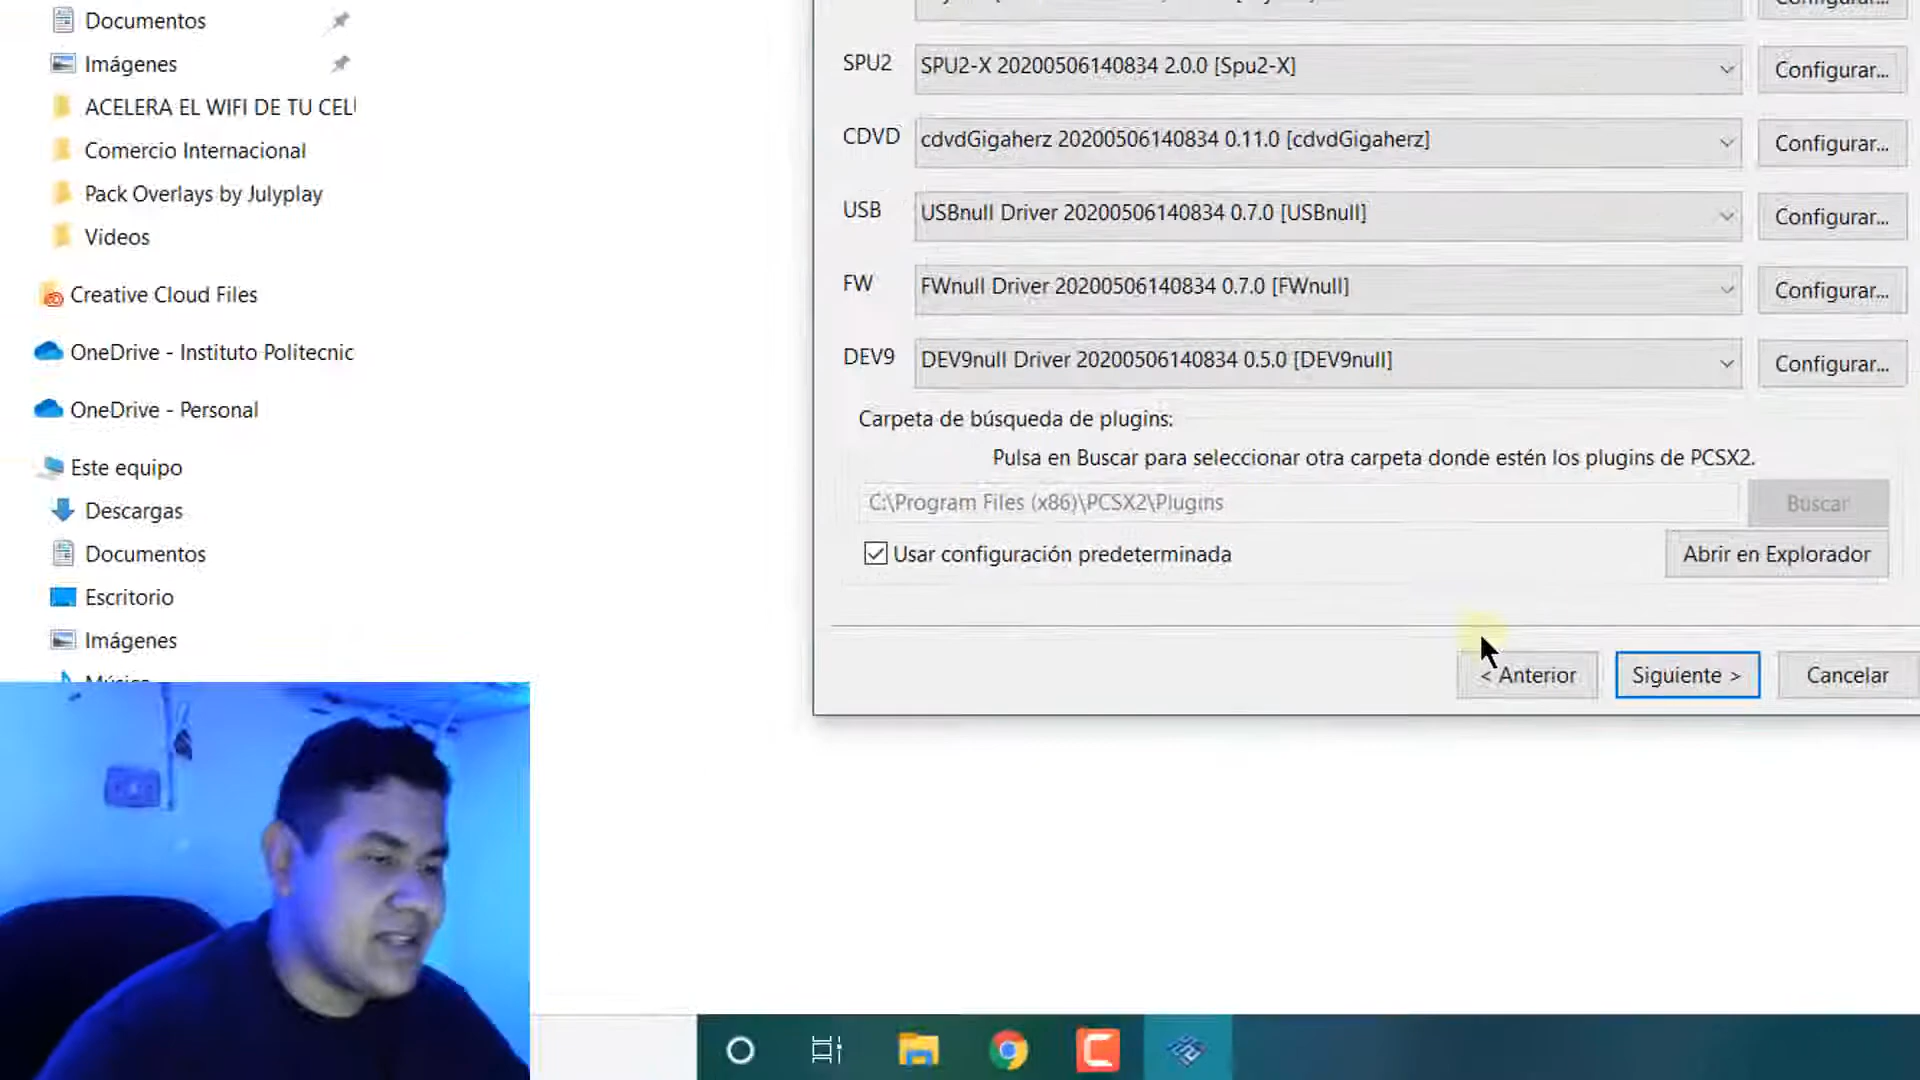 Documentos
Imágenes
ACELERA EL WIFI DE TU CEL
Comercio Internacional
Pack Overlays by Julyplay
Videos
Creative Cloud Files
OneDrive - Instituto Politecnic
OneDrive - Personal
Este equipo
Descargas
Documentos
Escritorio
Imágenes
SPU2 SPU2-X 20200506140834 2.0.0 [Spu2-X] Configurar...
CDVD cdvdGigaherz 20200506140834 0.11.0 [cdvdGigaherz] Configurar...
USB USBnull Driver 20200506140834 0.7.0 [USBnull] Configurar...
FW FWnull Driver 20200506140834 0.7.0 [FWnull] Configurar...
DEV9 DEV9null Driver 20200506140834 0.5.0 [DEV9null] Configurar...
Carpeta de búsqueda de plugins:
Pulsa en Buscar para seleccionar otra carpeta donde estén los plugins de PCSX2.
C:\Program Files (x86)\PCSX2\Plugins Buscar
Usar configuración predeterminada Abrir en Explorador
< Anterior Siguiente > Cancelar